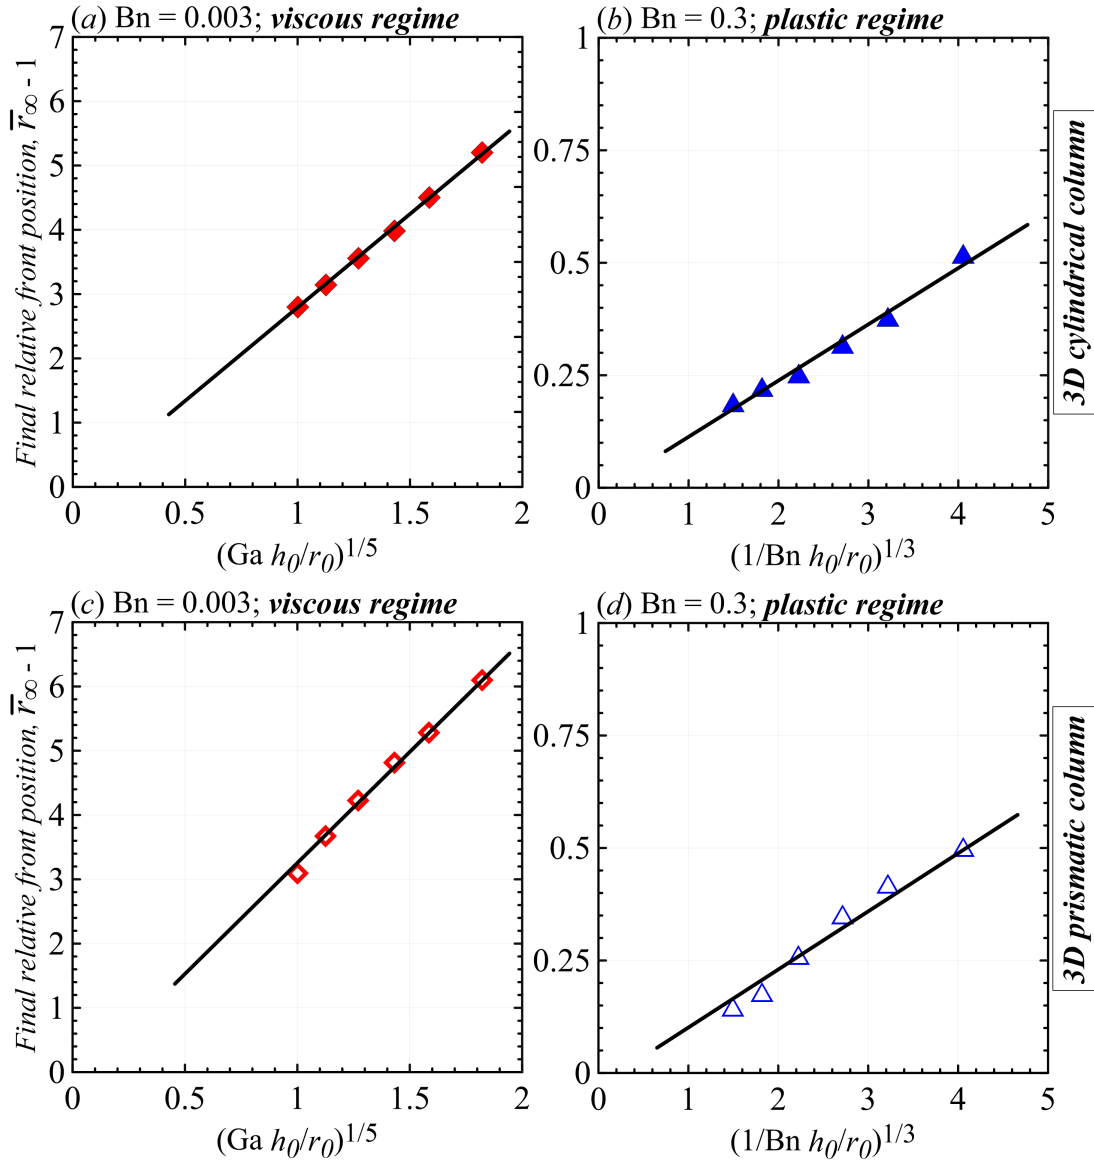 (a) Bn = 0.003; viscous regime
(b) Bn = 0.3; plastic regime
7
6
5
4
3
2
1
0
Final relative front position, r̅∞ - 1
0 0.5 1 1.5 2
(Ga h0/r0)1/5
1
0.75
0.5
0.25
0
0 1 2 3 4 5
(1/Bn h0/r0)1/3
3D cylindrical column
(c) Bn = 0.003; viscous regime
(d) Bn = 0.3; plastic regime
7
6
5
4
3
2
1
0
Final relative front position, r̅∞ - 1
0 0.5 1 1.5 2
(Ga h0/r0)1/5
1
0.75
0.5
0.25
0
0 1 2 3 4 5
(1/Bn h0/r0)1/3
3D prismatic column